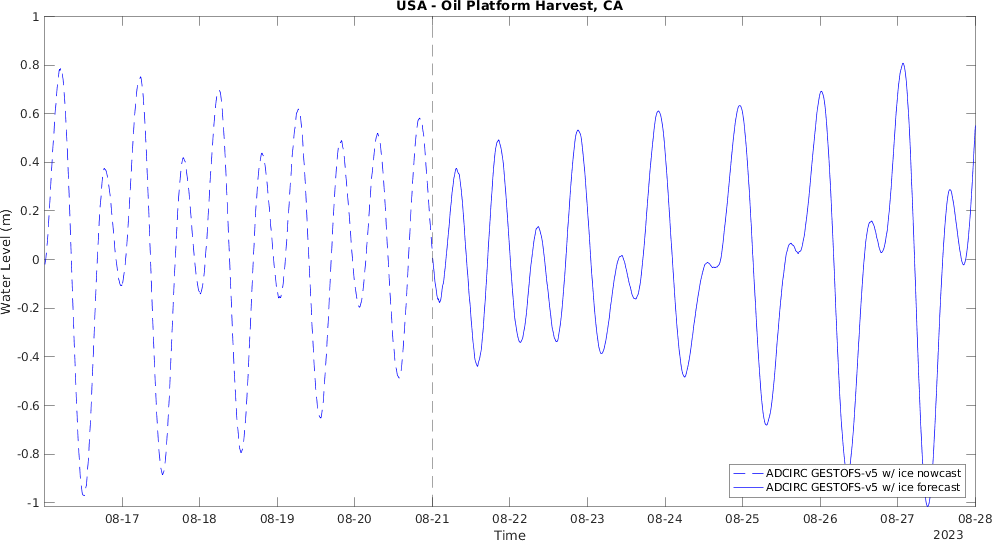 USA - Oil Platform Harvest, CA
1
0.8
0.6
0.4
0.2
0
-0.2
-0.4
-0.6
-0.8
-1
Water Level (m)
ADCIRC GESTOFS-v5 w/ ice nowcast
ADCIRC GESTOFS-v5 w/ ice forecast
08-17 08-18 08-19 08-20 08-21 08-22 08-23 08-24 08-25 08-26 08-27 08-28
Time
2023